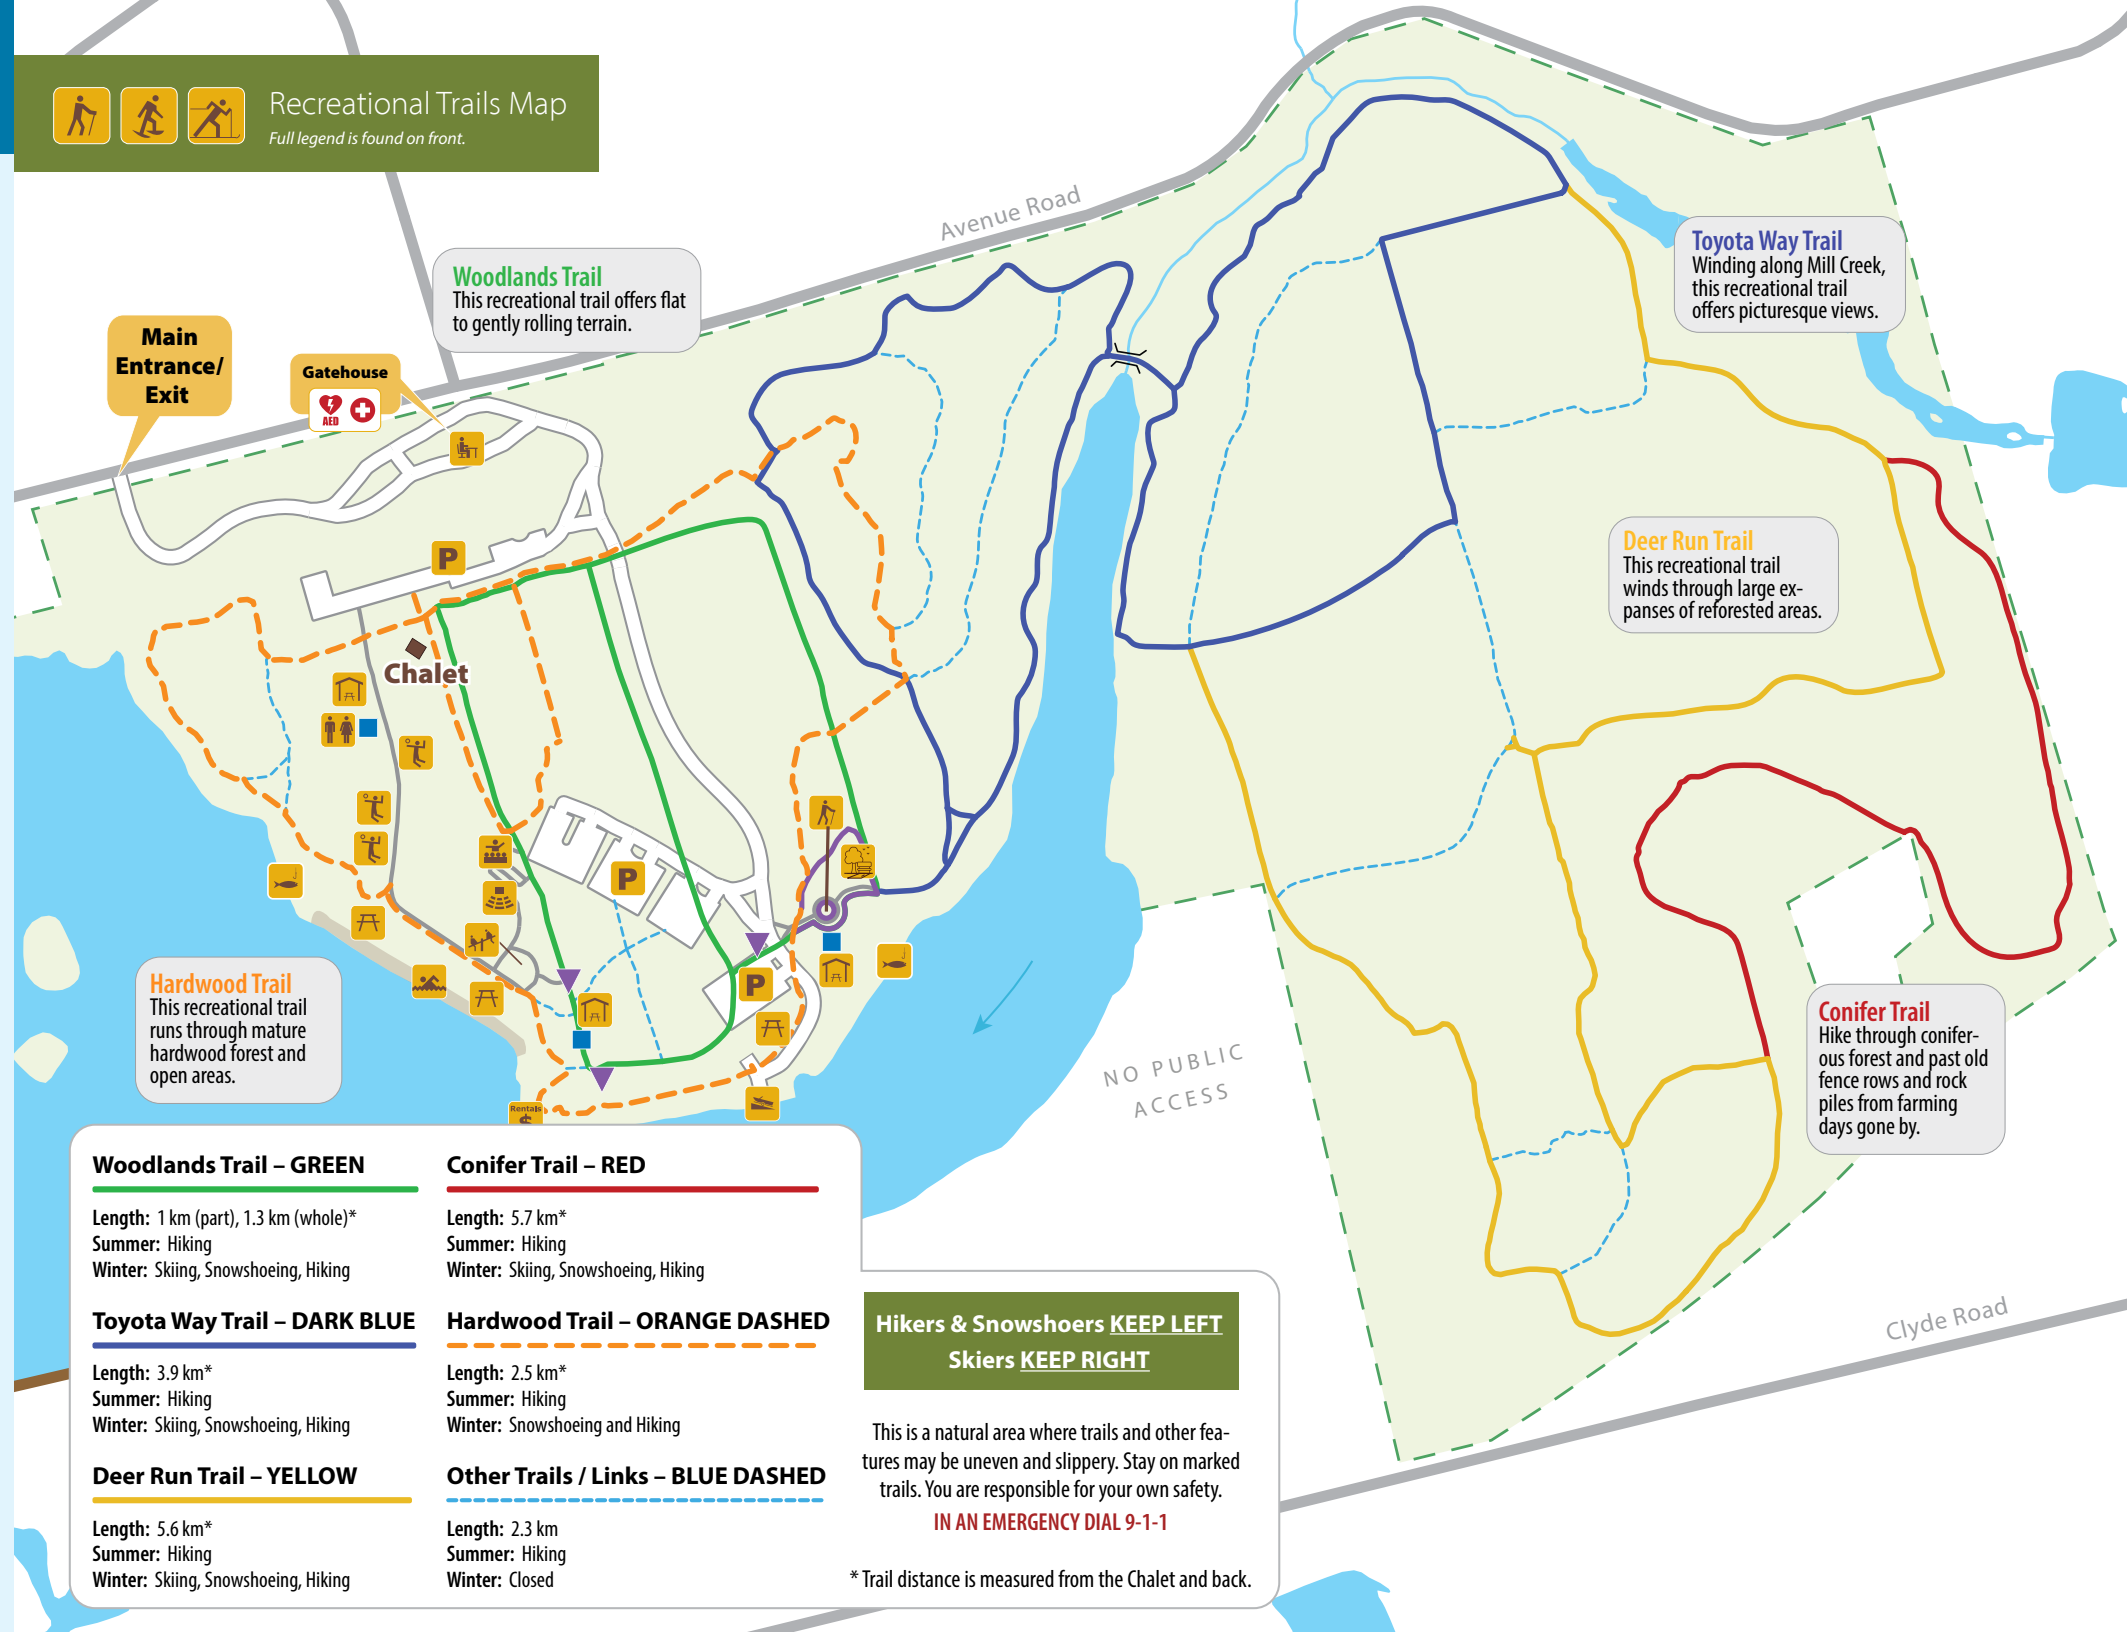 Recreational Trails Map
Full legend is found on front.
Avenue Road
Woodlands Trail
This recreational trail offers flat
to gently rolling terrain.
Toyota Way Trail
Winding along Mill Creek,
this recreational trail
offers picturesque views.
Main
Entrance/
Exit
Gatehouse
AED
P
Chalet
Deer Run Trail
This recreational trail
winds through large ex-
panses of reforested areas.
P
P
Hardwood Trail
This recreational trail
runs through mature
hardwood forest and
open areas.
Conifer Trail
Hike through conifer-
ous forest and past old
fence rows and rock
piles from farming
days gone by.
NO PUBLIC
ACCESS
Rentals
$
Clyde Road
Woodlands Trail – GREEN
Length: 1 km (part), 1.3 km (whole)*
Summer: Hiking
Winter: Skiing, Snowshoeing, Hiking
Conifer Trail – RED
Length: 5.7 km*
Summer: Hiking
Winter: Skiing, Snowshoeing, Hiking
Toyota Way Trail – DARK BLUE
Length: 3.9 km*
Summer: Hiking
Winter: Skiing, Snowshoeing, Hiking
Hardwood Trail – ORANGE DASHED
Length: 2.5 km*
Summer: Hiking
Winter: Snowshoeing and Hiking
Deer Run Trail – YELLOW
Length: 5.6 km*
Summer: Hiking
Winter: Skiing, Snowshoeing, Hiking
Other Trails / Links – BLUE DASHED
Length: 2.3 km
Summer: Hiking
Winter: Closed
Hikers & Snowshoers KEEP LEFT
Skiers KEEP RIGHT
This is a natural area where trails and other fea-
tures may be uneven and slippery. Stay on marked
trails. You are responsible for your own safety.
IN AN EMERGENCY DIAL 9-1-1
* Trail distance is measured from the Chalet and back.